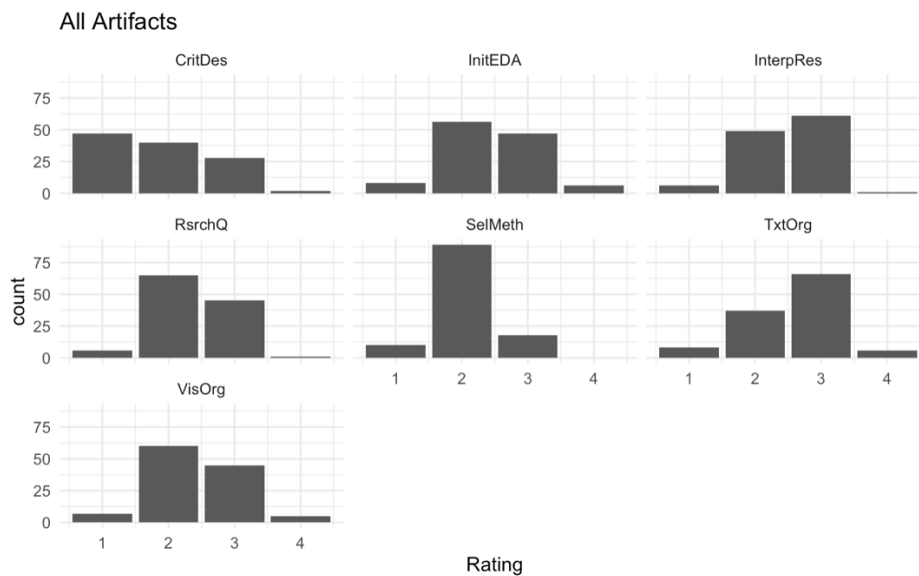 All Artifacts
CritDes InitEDA InterpRes
75
50
25
0
RsrchQ SelMeth TxtOrg
75
50
25
0
1 2 3 4 1 2 3 4
VisOrg
75
50
25
0
1 2 3 4
count
Rating